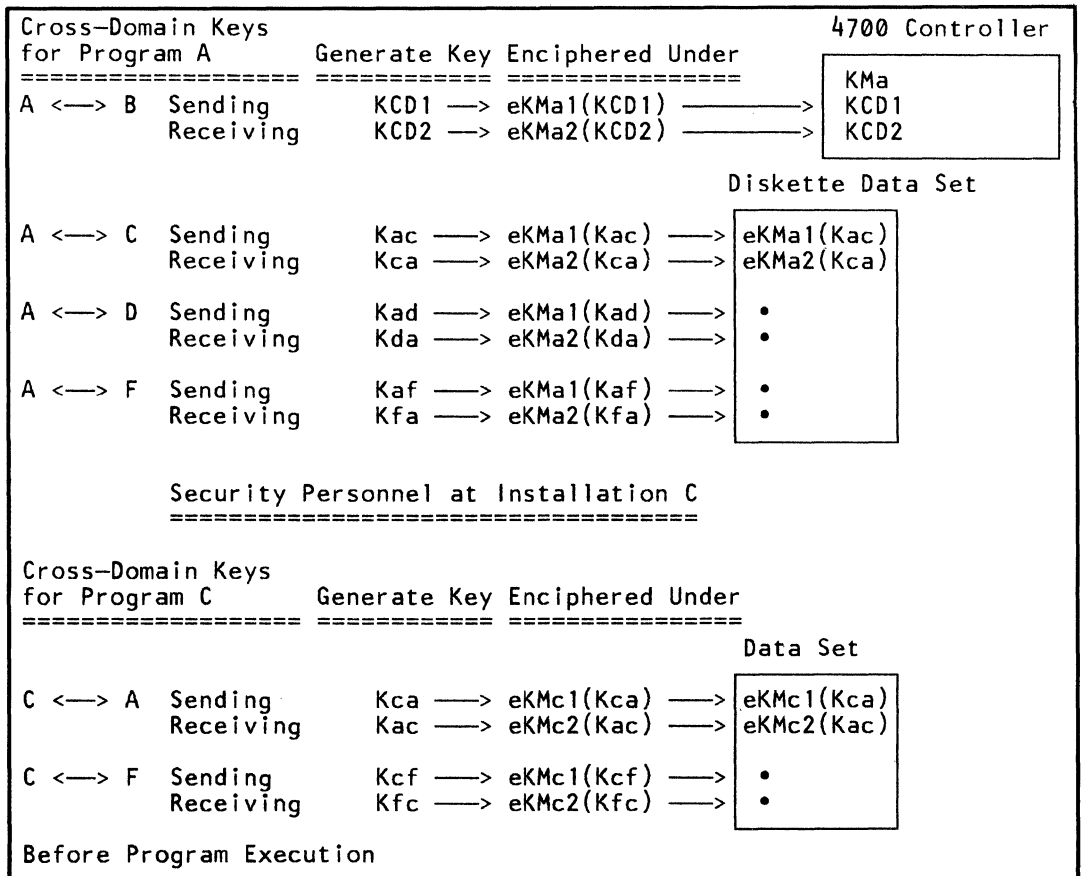 Cross-Domain Keys 4700 Controller
for Program A Generate Key Enciphered Under
=================== ============ ================
KMa
A <—> B Sending KCD1 —> eKMa1(KCD1) ————> KCD1
Receiving KCD2 —> eKMa2(KCD2) ————> KCD2
Diskette Data Set
A <—> C Sending Kac —> eKMa1(Kac) —> eKMa1(Kac)
Receiving Kca —> eKMa2(Kca) —> eKMa2(Kca)
A <—> D Sending Kad —> eKMa1(Kad) —> •
Receiving Kda —> eKMa2(Kda) —> •
A <—> F Sending Kaf —> eKMa1(Kaf) —> •
Receiving Kfa —> eKMa2(Kfa) —> •
Security Personnel at Installation C
====================================
Cross-Domain Keys
for Program C Generate Key Enciphered Under
=================== ============ ================
Data Set
C <—> A Sending Kca —> eKMc1(Kca) —> eKMc1(Kca)
Receiving Kac —> eKMc2(Kac) —> eKMc2(Kac)
C <—> F Sending Kcf —> eKMc1(Kcf) —> •
Receiving Kfc —> eKMc2(Kfc) —> •
Before Program Execution